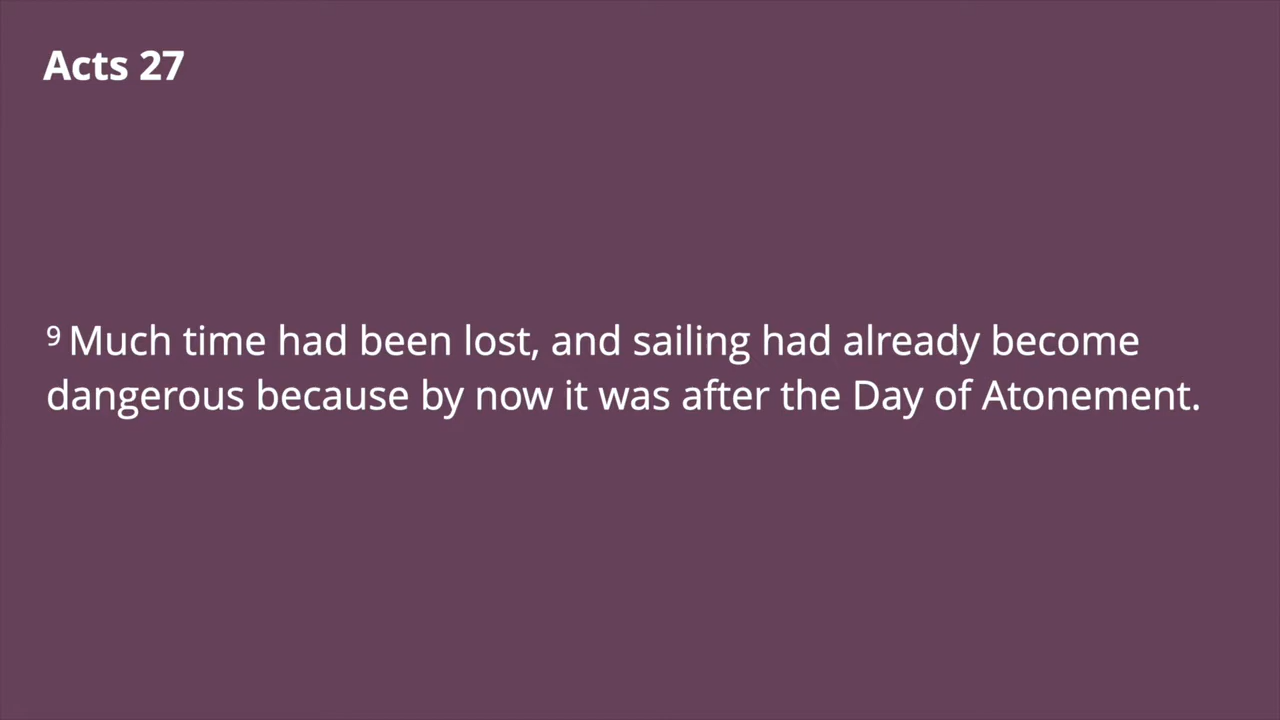 Acts 27
9 Much time had been lost, and sailing had already become
dangerous because by now it was after the Day of Atonement.